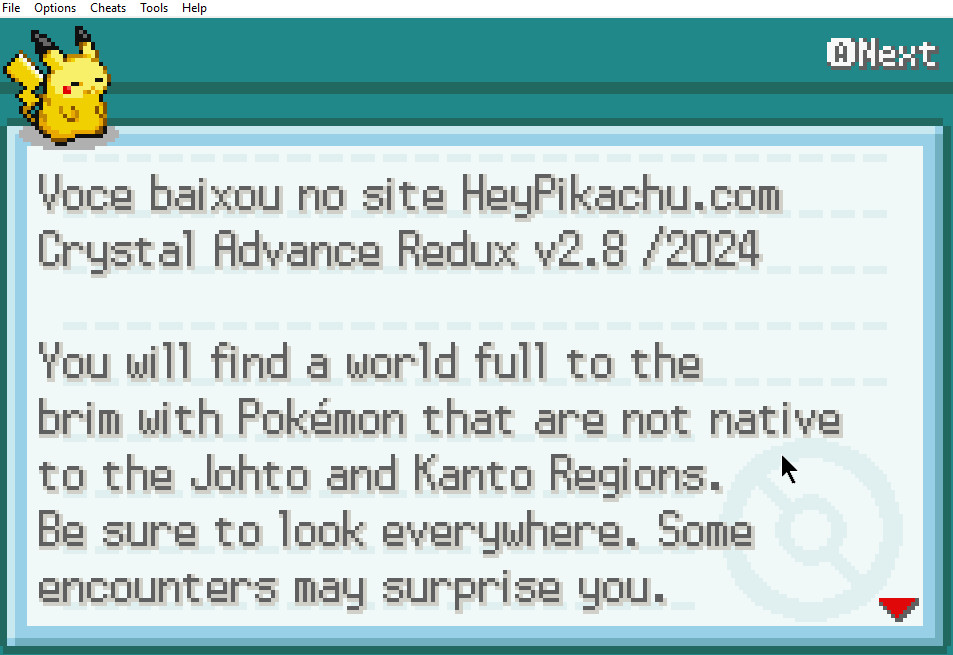 File Options Cheats Tools Help
A Next
Voce baixou no site HeyPikachu.com
Crystal Advance Redux v2.8 /2024
You will find a world full to the
brim with Pokémon that are not native
to the Johto and Kanto Regions.
Be sure to look everywhere. Some
encounters may surprise you.